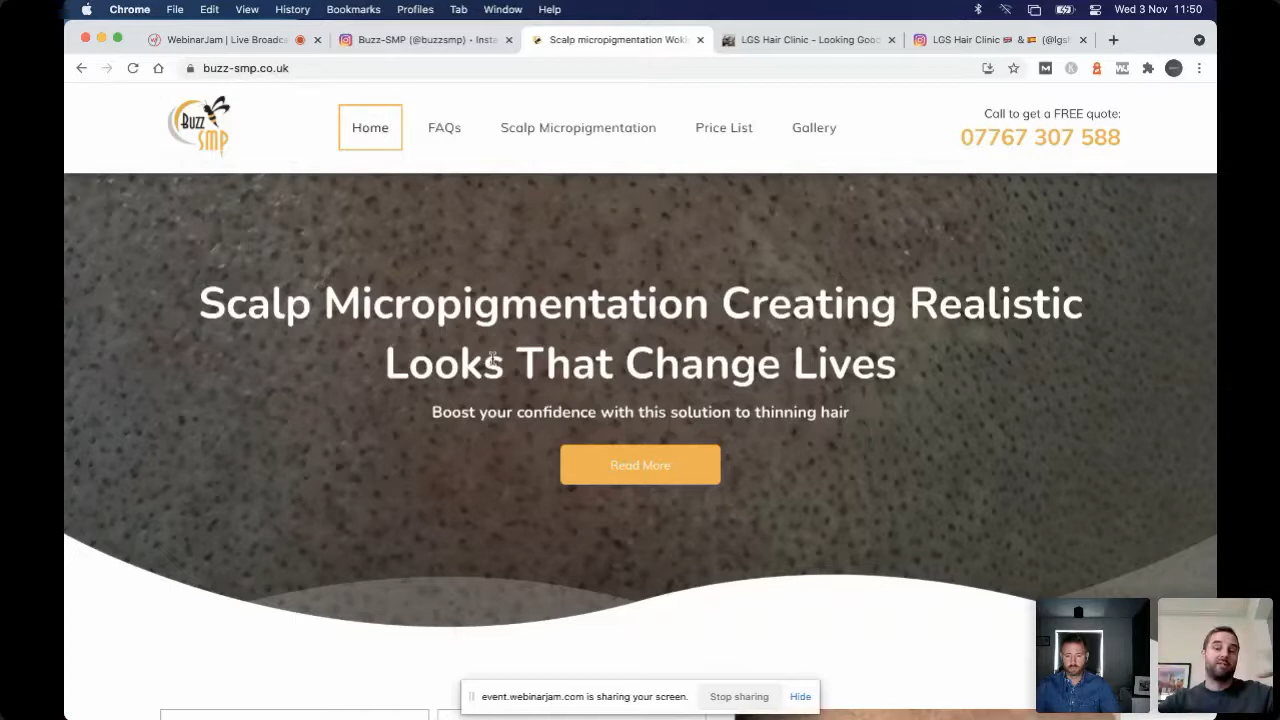 Chrome File Edit View History Bookmarks Profiles Tab Window Help Wed 3 Nov 11:50
WebinarJam | Live Broadca Buzz-SMP (@buzzsmp) • Insta Scalp micropigmentation Woki LGS Hair Clinic – Looking Good LGS Hair Clinic
buzz-smp.co.uk
Buzz
SMP
Home FAQs Scalp Micropigmentation Price List Gallery
Call to get a FREE quote:
07767 307 588
Scalp Micropigmentation Creating Realistic
Looks That Change Lives
Boost your confidence with this solution to thinning hair
Read More
event.webinarjam.com is sharing your screen. Stop sharing Hide